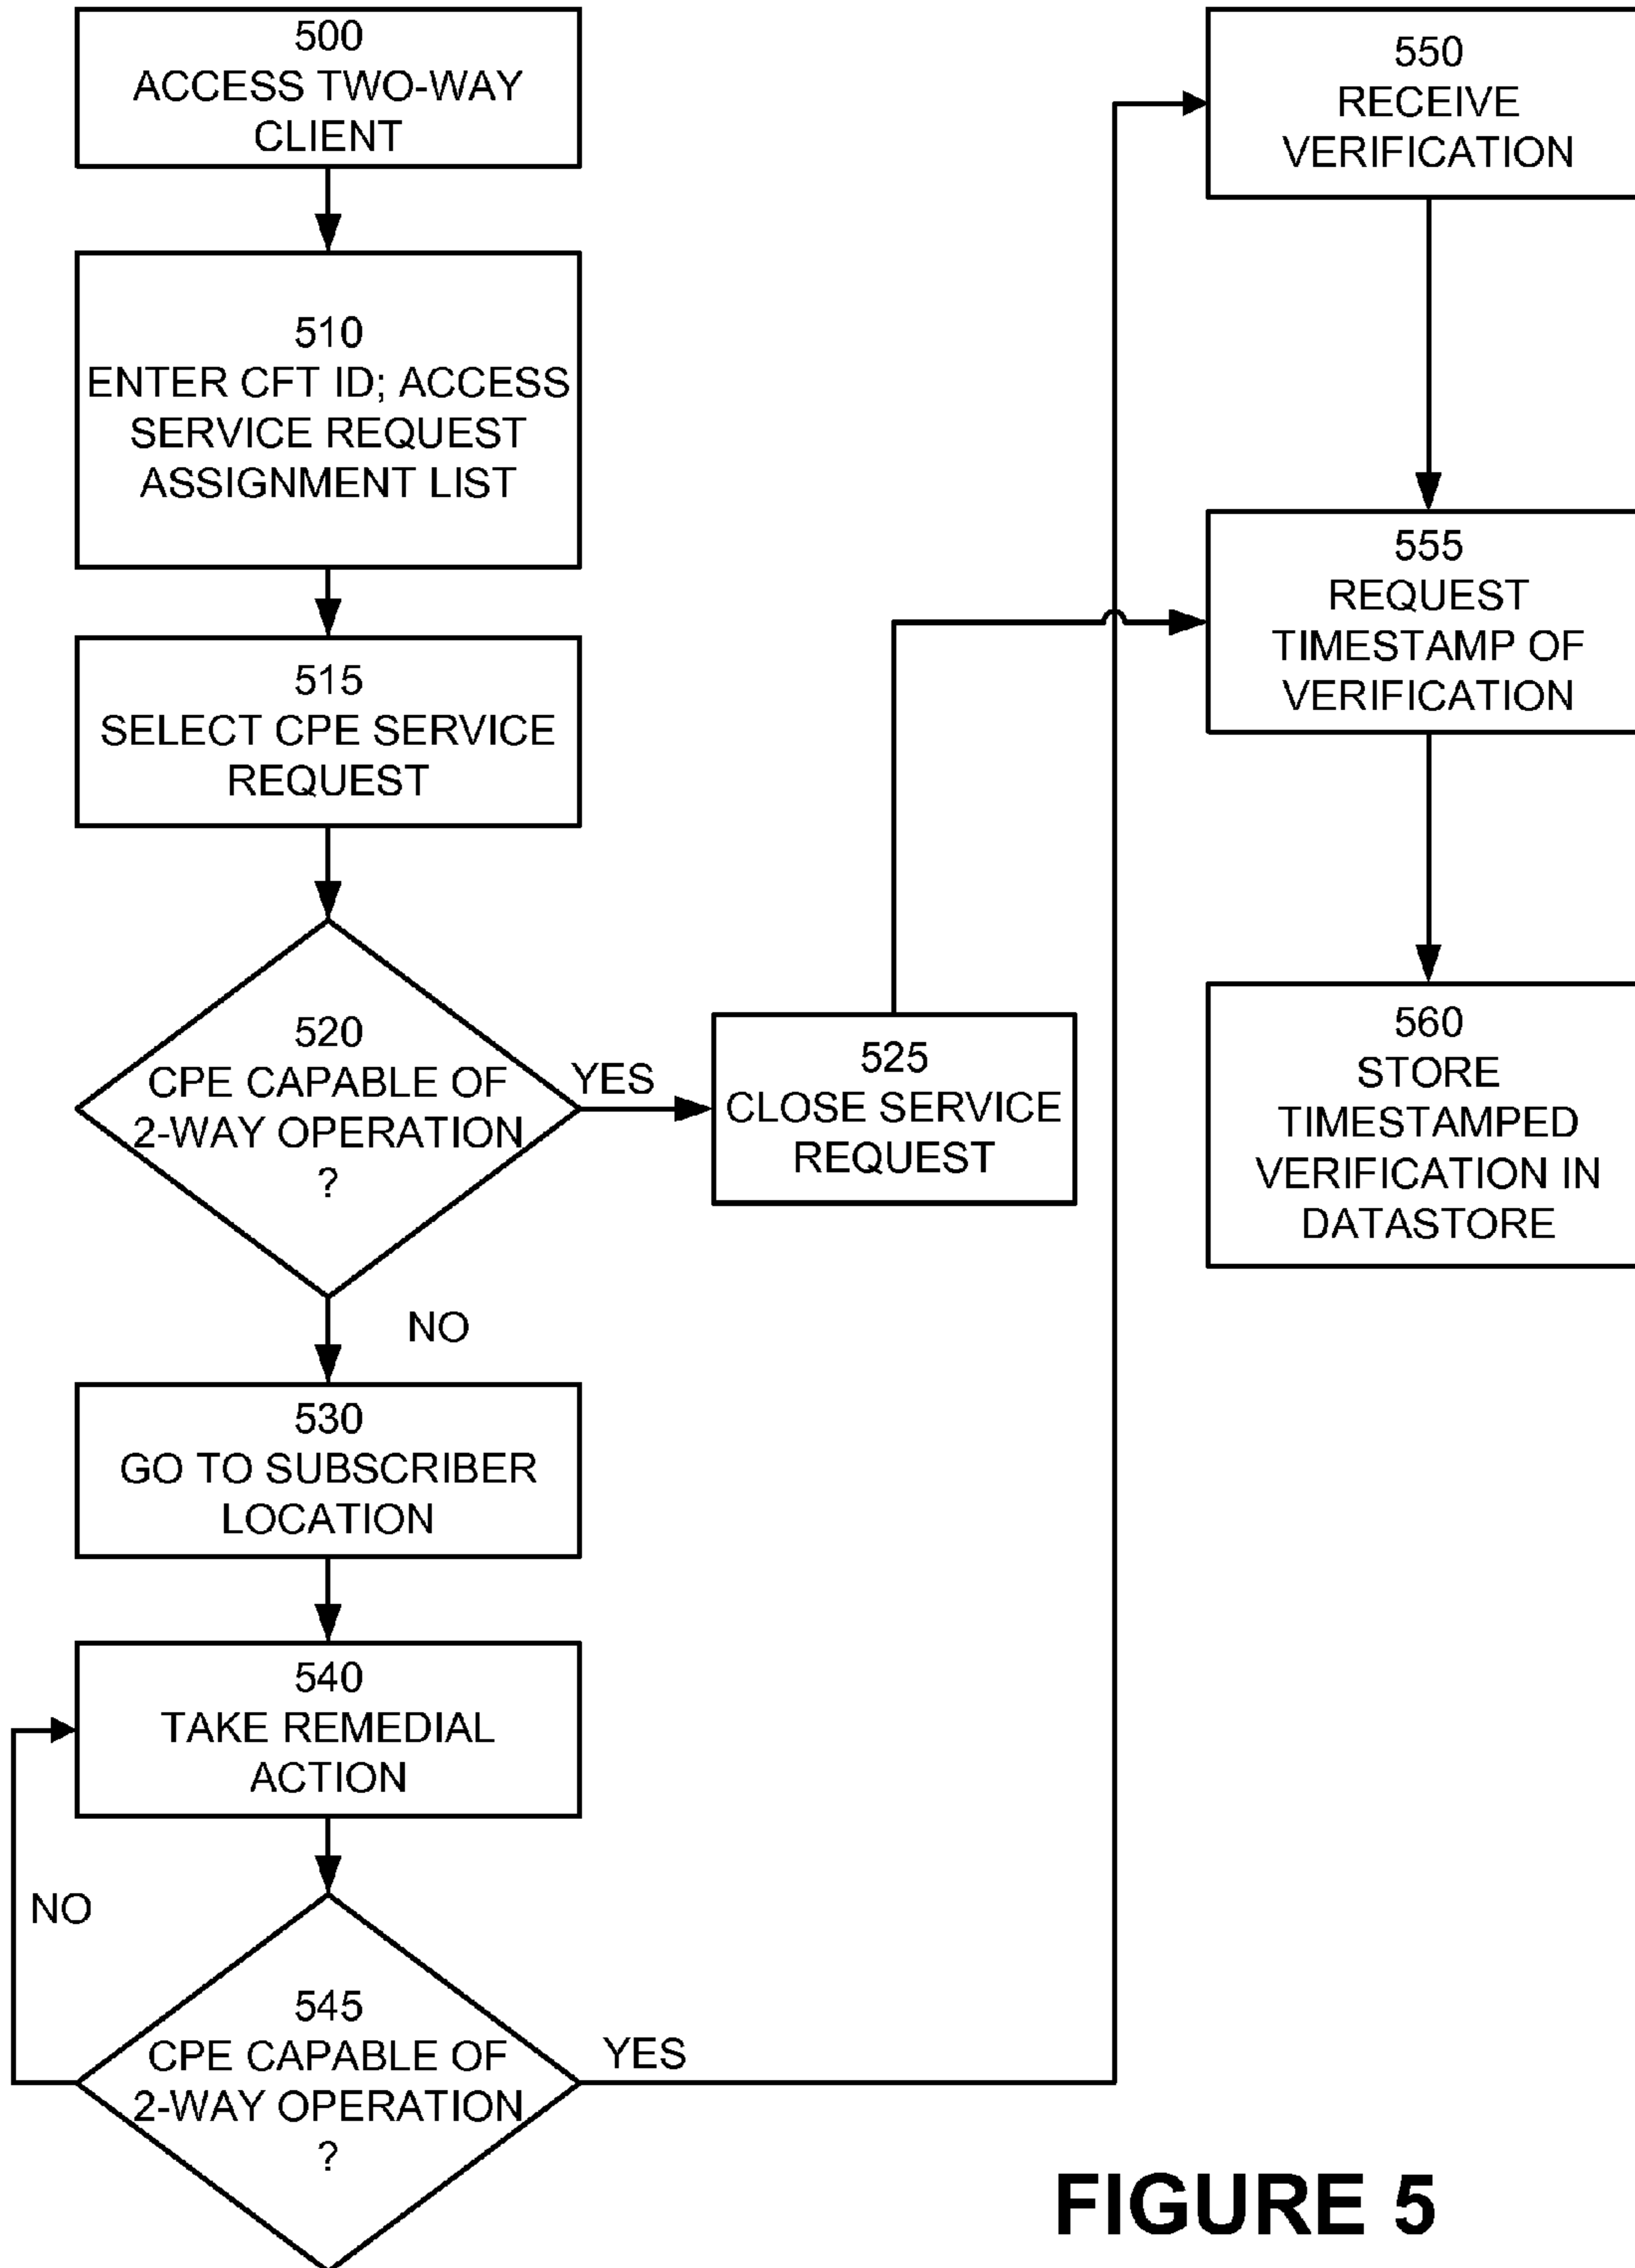 500
ACCESS TWO-WAY
CLIENT
510
ENTER CFT ID; ACCESS
SERVICE REQUEST
ASSIGNMENT LIST
515
SELECT CPE SERVICE
REQUEST
520
CPE CAPABLE OF
2-WAY OPERATION
?
YES
525
CLOSE SERVICE
REQUEST
NO
530
GO TO SUBSCRIBER
LOCATION
540
TAKE REMEDIAL
ACTION
NO
545
CPE CAPABLE OF
2-WAY OPERATION
?
YES
550
RECEIVE
VERIFICATION
555
REQUEST
TIMESTAMP OF
VERIFICATION
560
STORE
TIMESTAMPED
VERIFICATION IN
DATASTORE
FIGURE 5